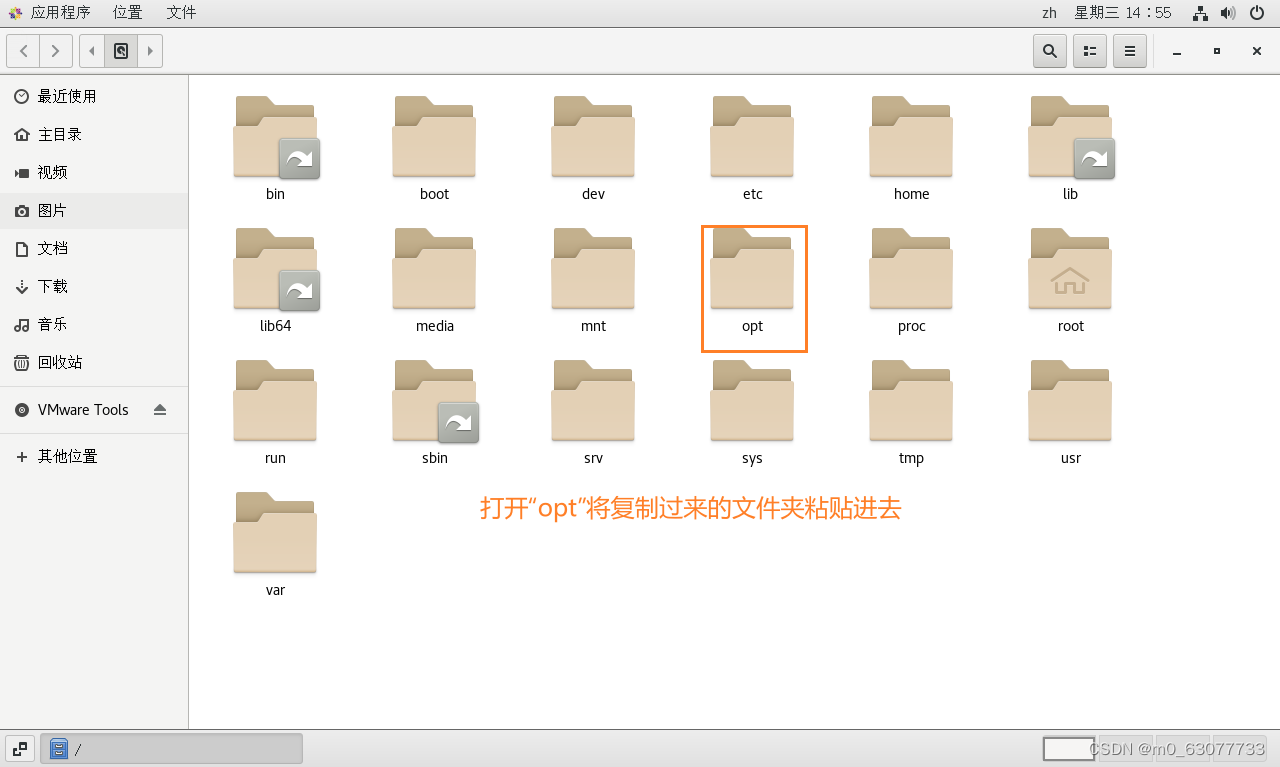 应用程序 位置 文件 zh 星期三 14：55
最近使用
主目录
视频
图片
文档
下载
音乐
回收站
VMware Tools
其他位置
bin boot dev etc home lib
lib64 media mnt opt proc root
run sbin srv sys tmp usr
打开“opt”将复制过来的文件夹粘贴进去
var
/
CSDN @m0_63077733